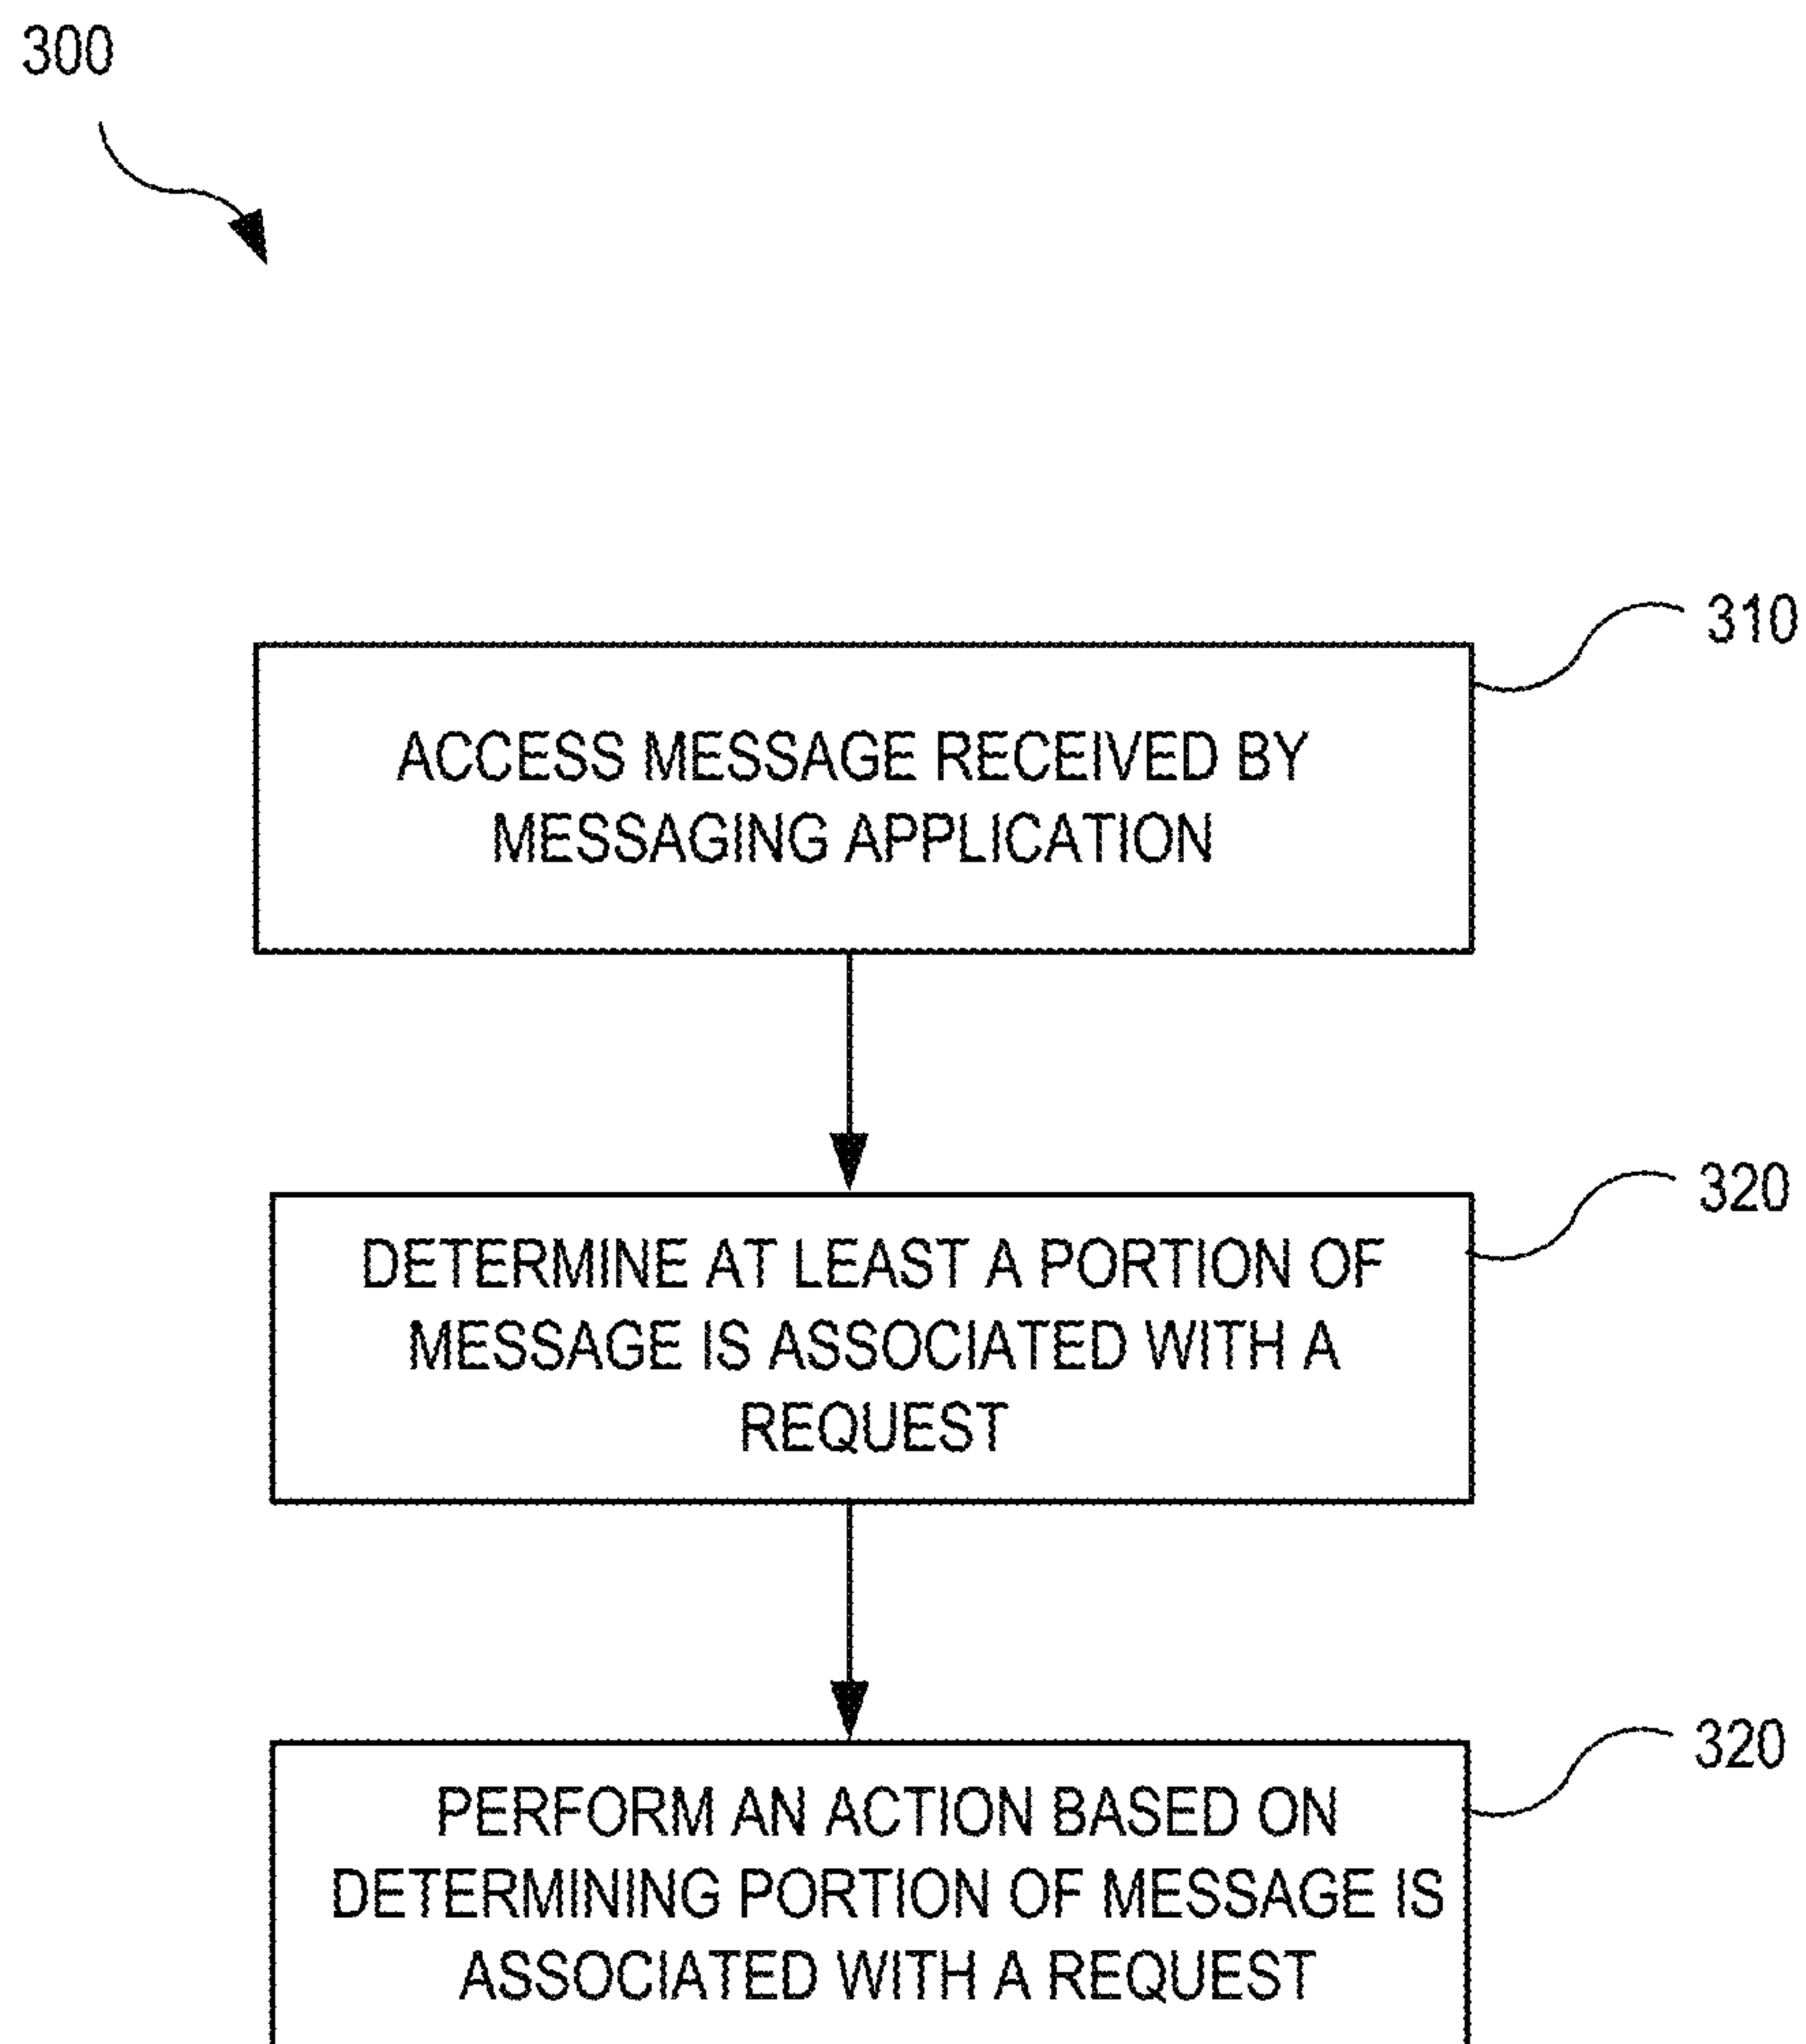 300
310
ACCESS MESSAGE RECEIVED BY
MESSAGING APPLICATION
320
DETERMINE AT LEAST A PORTION OF
MESSAGE IS ASSOCIATED WITH A
REQUEST
320
PERFORM AN ACTION BASED ON
DETERMINING PORTION OF MESSAGE IS
ASSOCIATED WITH A REQUEST